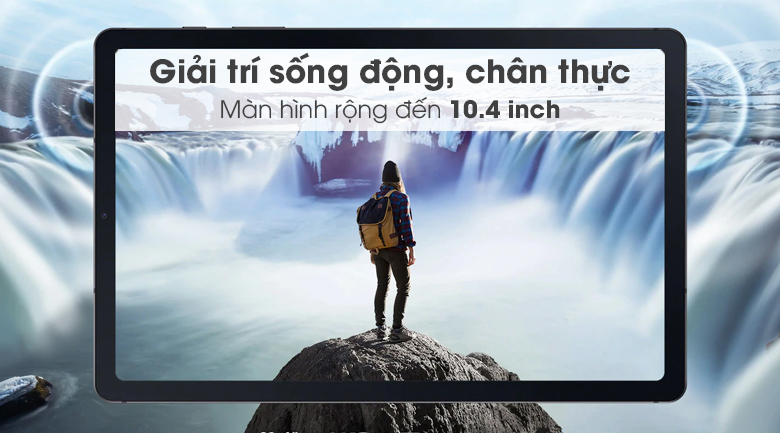 Giải trí sống động, chân thực
Màn hình rộng đến 10.4 inch